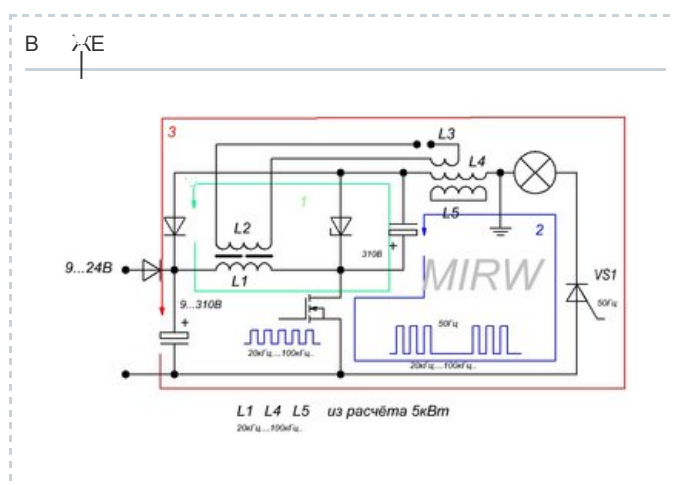 В ЖЕ
3
L3
L4
1
L2
L5
2
310В
+
9...24В
L1
MIRW
VS1
9...310В
50Гц
+
50Гц
20кГц....100кГц..
20кГц....100кГц..
L1 L4 L5 из расчёта 5кВт
20кГц....100кГц..